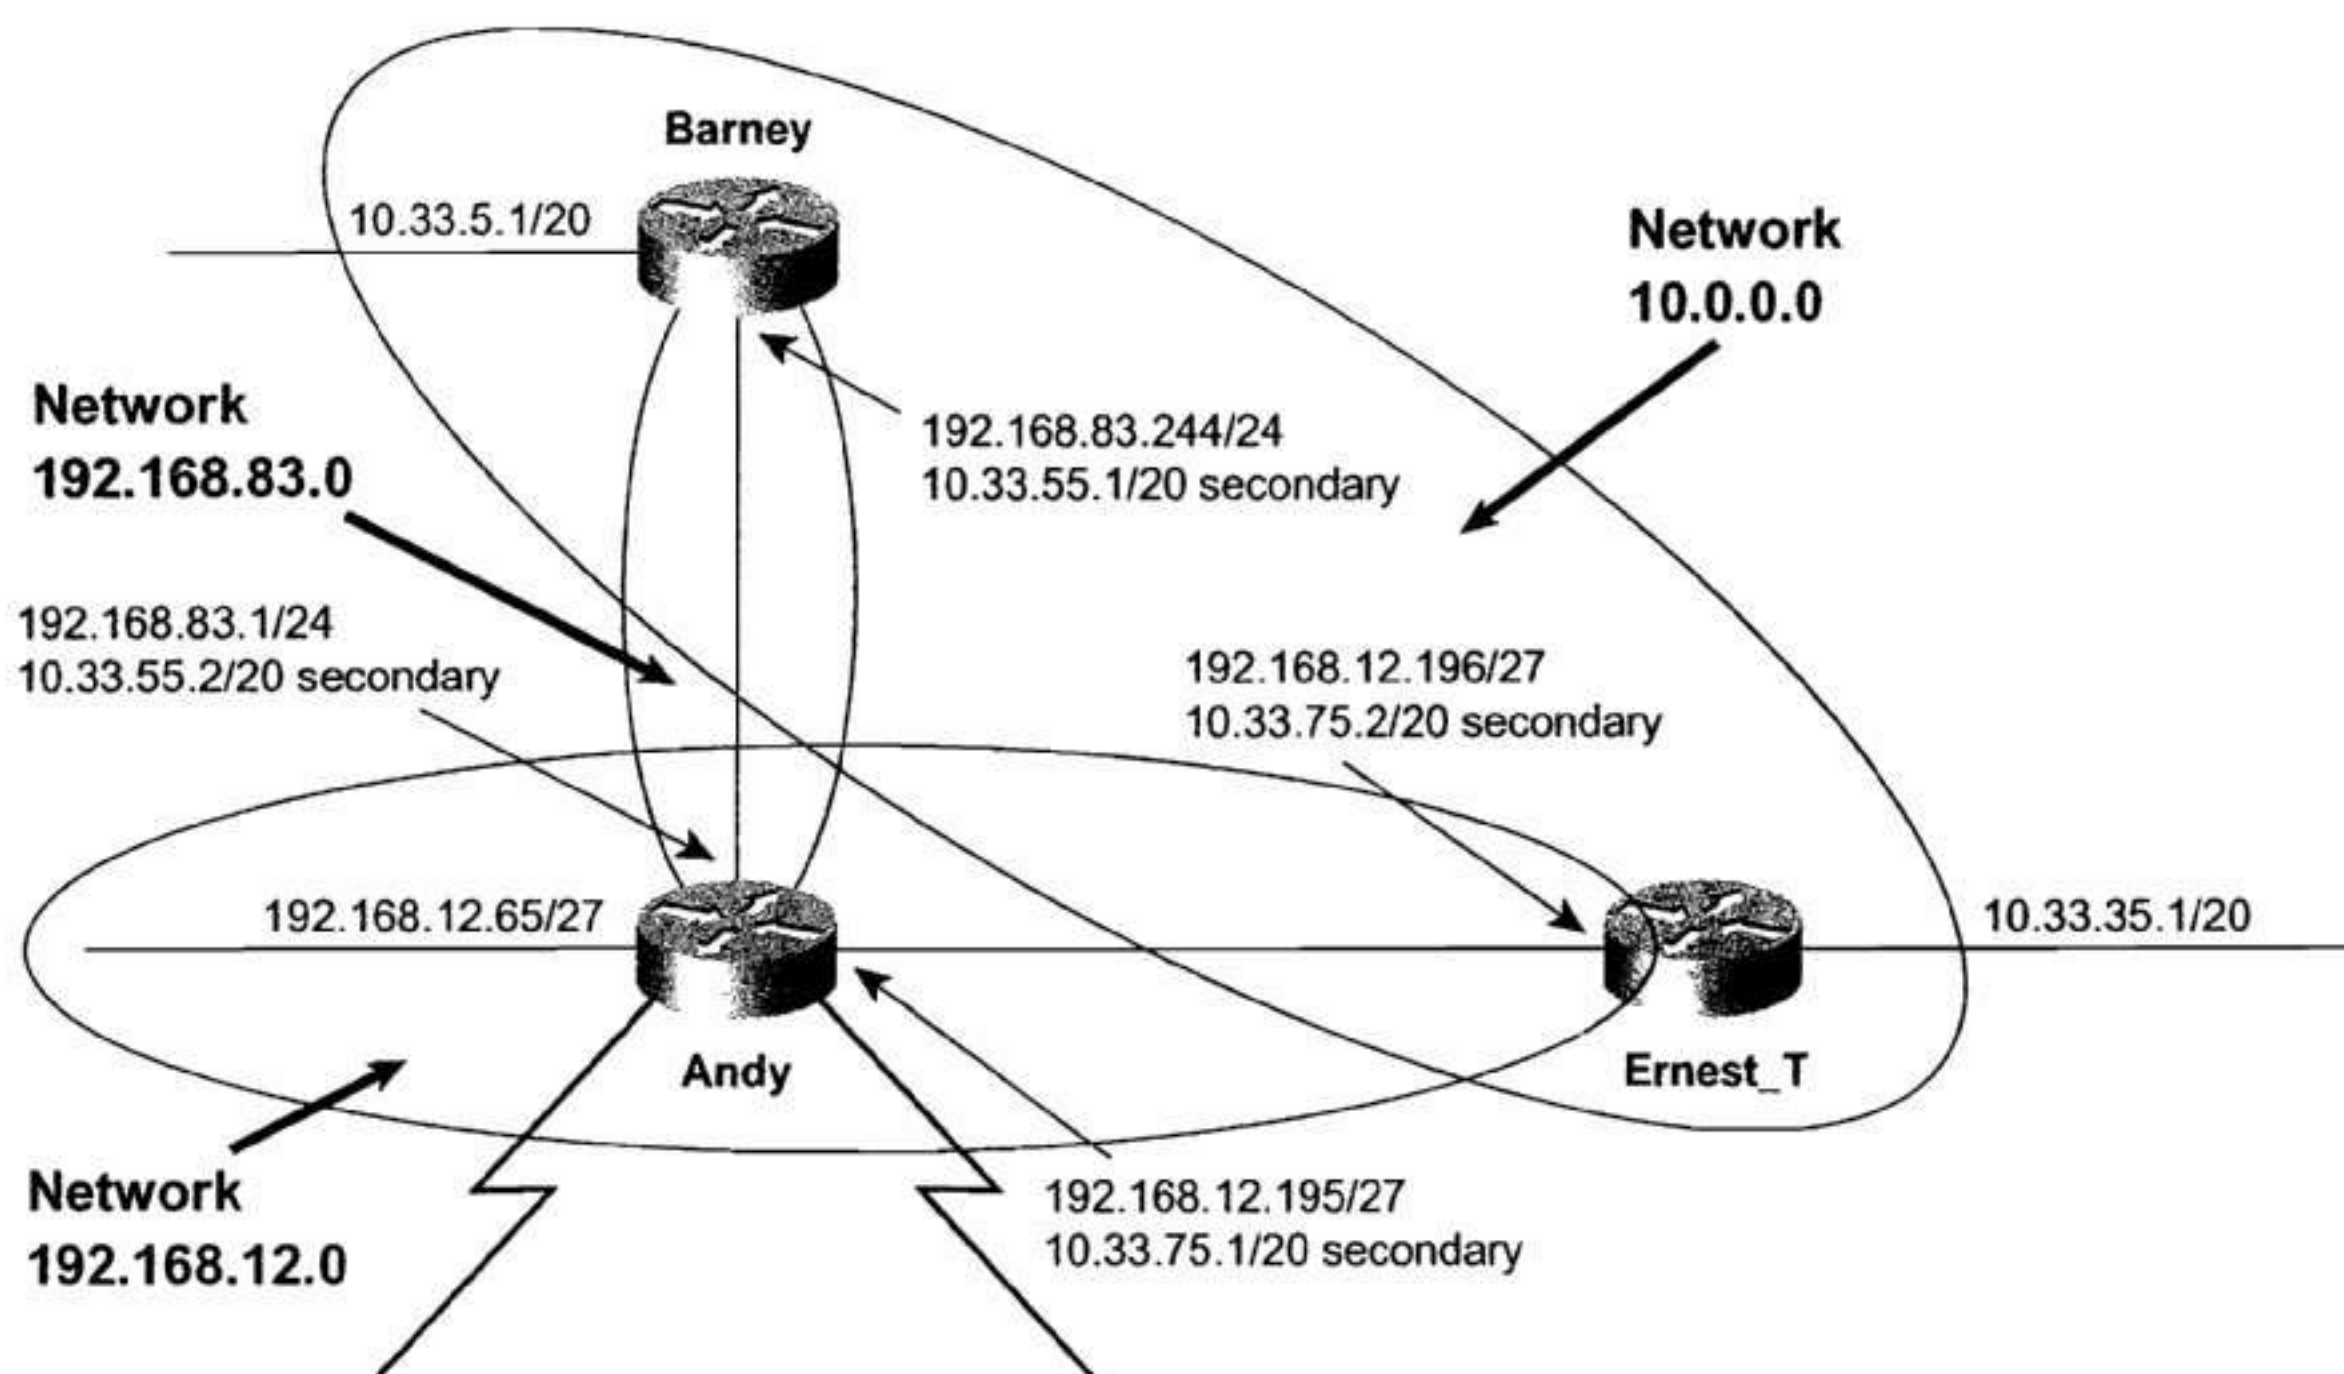 Barney
10.33.5.1/20
Network
10.0.0.0
Network
192.168.83.0
192.168.83.244/24
10.33.55.1/20 secondary
192.168.83.1/24
10.33.55.2/20 secondary
192.168.12.196/27
10.33.75.2/20 secondary
192.168.12.65/27
10.33.35.1/20
Andy
Ernest_T
Network
192.168.12.0
192.168.12.195/27
10.33.75.1/20 secondary